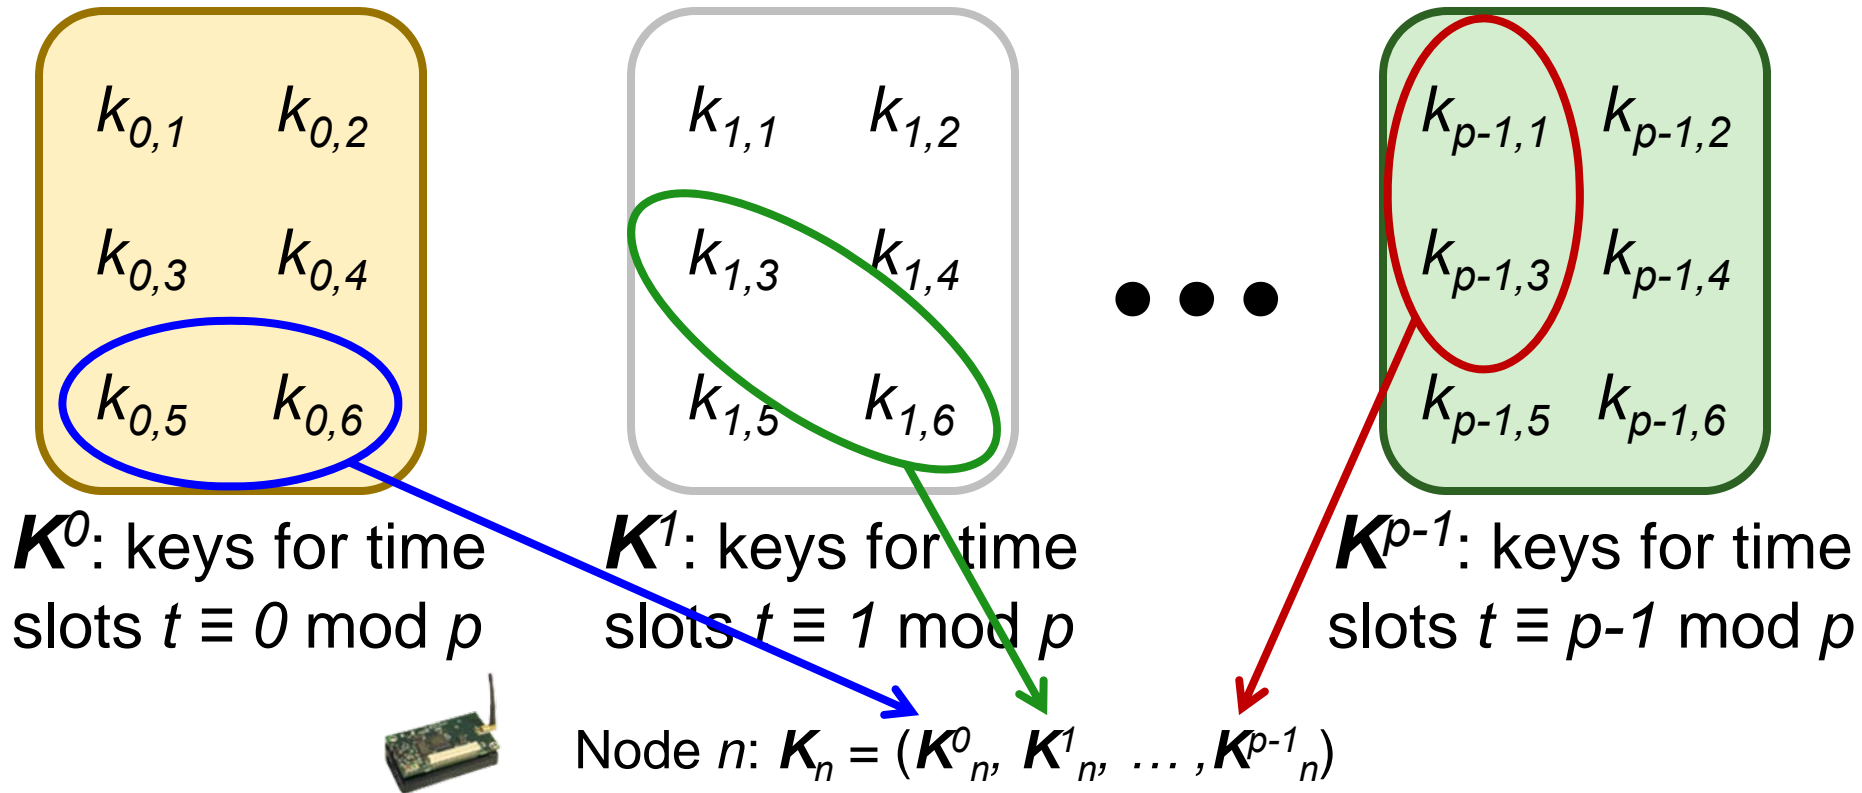 k0,1 k0,2 k1,1 k1,2 kp-1,1 kp-1,2
k0,3 k0,4 k1,3 k1,4 kp-1,3 kp-1,4
k0,5 k0,6 k1,5 k1,6 kp-1,5 kp-1,6
K0: keys for time
slots t ≡ 0 mod p
K1: keys for time
slots t ≡ 1 mod p
Kp-1: keys for time
slots t ≡ p-1 mod p
Node n: Kn = (K0n, K1n, … ,Kp-1n)